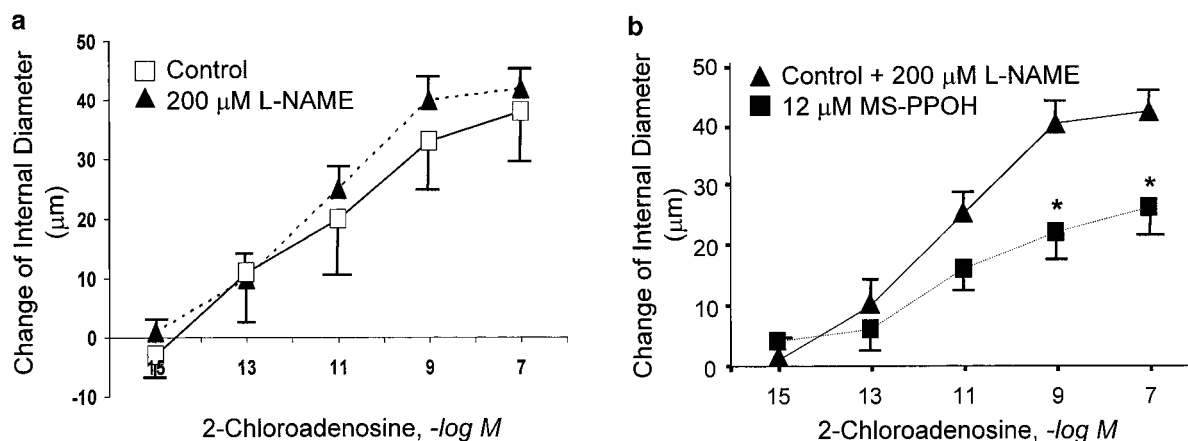 a
Change of Internal Diameter
(μm)
50
40
30
20
10
0
-10
Control
200 μM L-NAME
15
13
11
9
7
2-Chloroadenosine, -log M
b
Change of Internal Diameter
(μm)
50
40
30
20
10
0
Control + 200 μM L-NAME
12 μM MS-PPOH
*
*
15
13
11
9
7
2-Chloroadenosine, -log M